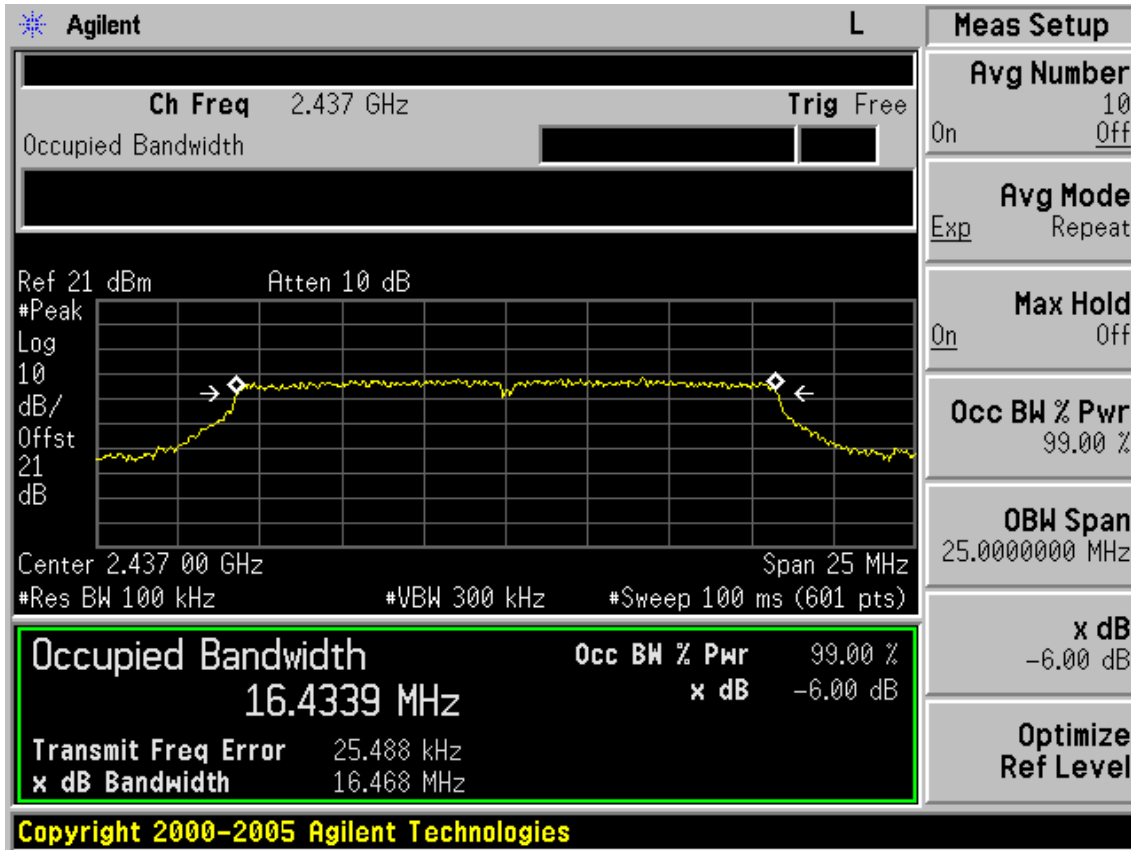 Agilent L
Ch Freq 2.437 GHz Trig Free
Occupied Bandwidth
Ref 21 dBm Atten 10 dB
#Peak
Log
10
dB/
Offst
21
dB
Center 2.437 00 GHz Span 25 MHz
#Res BW 100 kHz #VBW 300 kHz #Sweep 100 ms (601 pts)
Occupied Bandwidth
16.4339 MHz
Occ BW % Pwr 99.00 %
x dB -6.00 dB
Transmit Freq Error 25.488 kHz
x dB Bandwidth 16.468 MHz
Copyright 2000-2005 Agilent Technologies
Meas Setup
Avg Number
10
On Off
Avg Mode
Exp Repeat
Max Hold
On Off
Occ BW % Pwr
99.00 %
OBW Span
25.0000000 MHz
x dB
-6.00 dB
Optimize
Ref Level